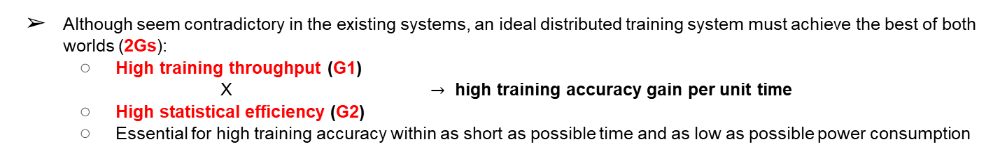 ➢ Although seem contradictory in the existing systems, an ideal distributed training system must achieve the best of both
worlds (2Gs):
○ High training throughput (G1)
X → high training accuracy gain per unit time
○ High statistical efficiency (G2)
○ Essential for high training accuracy within as short as possible time and as low as possible power consumption